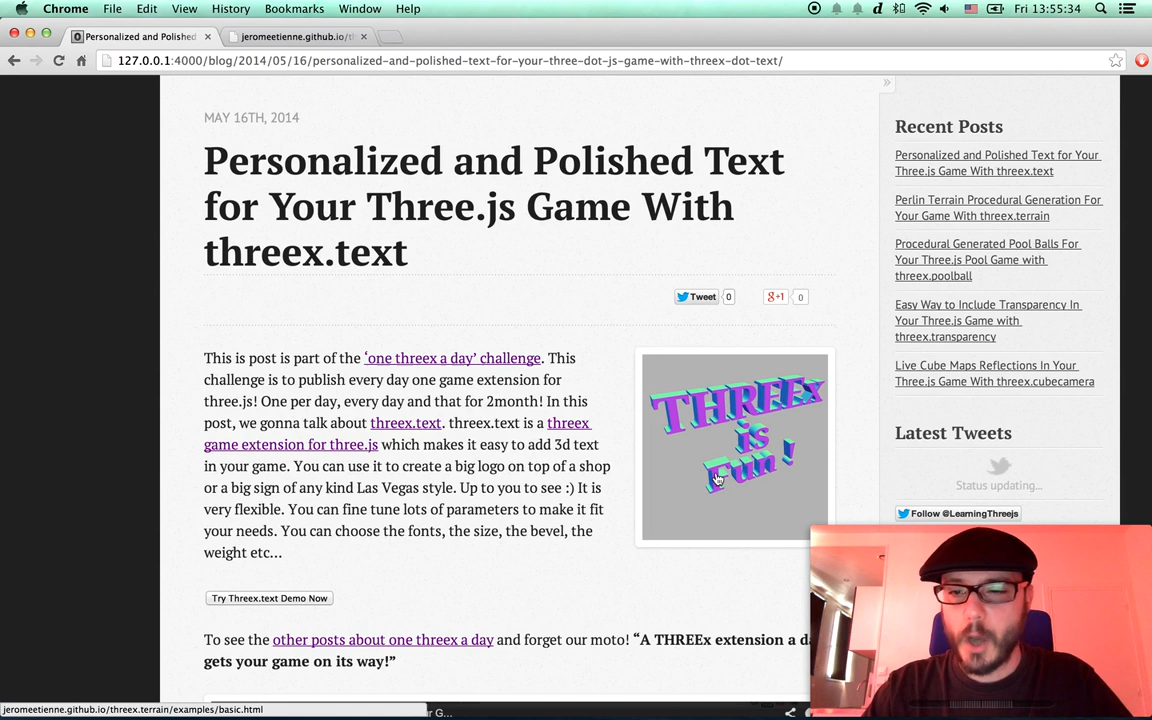 Chrome File Edit View History Bookmarks Window Help
d Fri 13:55:34
Personalized and Polished
jeromeetienne.github.io/th
127.0.0.1:4000/blog/2014/05/16/personalized-and-polished-text-for-your-three-dot-js-game-with-threex-dot-text/
»
MAY 16TH, 2014
Personalized and Polished Text
for Your Three.js Game With
threex.text
Tweet 0 g+1 0
This is post is part of the ‘one threex a day’ challenge. This
challenge is to publish every day one game extension for
three.js! One per day, every day and that for 2month! In this
post, we gonna talk about threex.text. threex.text is a threex
game extension for three.js which makes it easy to add 3d text
in your game. You can use it to create a big logo on top of a shop
or a big sign of any kind Las Vegas style. Up to you to see :) It is
very flexible. You can fine tune lots of parameters to make it fit
your needs. You can choose the fonts, the size, the bevel, the
weight etc...
THREEx
is
Fun !
Try Threex.text Demo Now
To see the other posts about one threex a day and forget our moto! “A THREEx extension a da
gets your game on its way!”
Recent Posts
Personalized and Polished Text for Your
Three.js Game With threex.text
Perlin Terrain Procedural Generation For
Your Game With threex.terrain
Procedural Generated Pool Balls For
Your Three.js Pool Game with
threex.poolball
Easy Way to Include Transparency In
Your Three.js Game with
threex.transparency
Live Cube Maps Reflections In Your
Three.js Game With threex.cubecamera
Latest Tweets
Status updating...
Follow @LearningThreejs
jeromeetienne.github.io/threex.terrain/examples/basic.html
ur G...